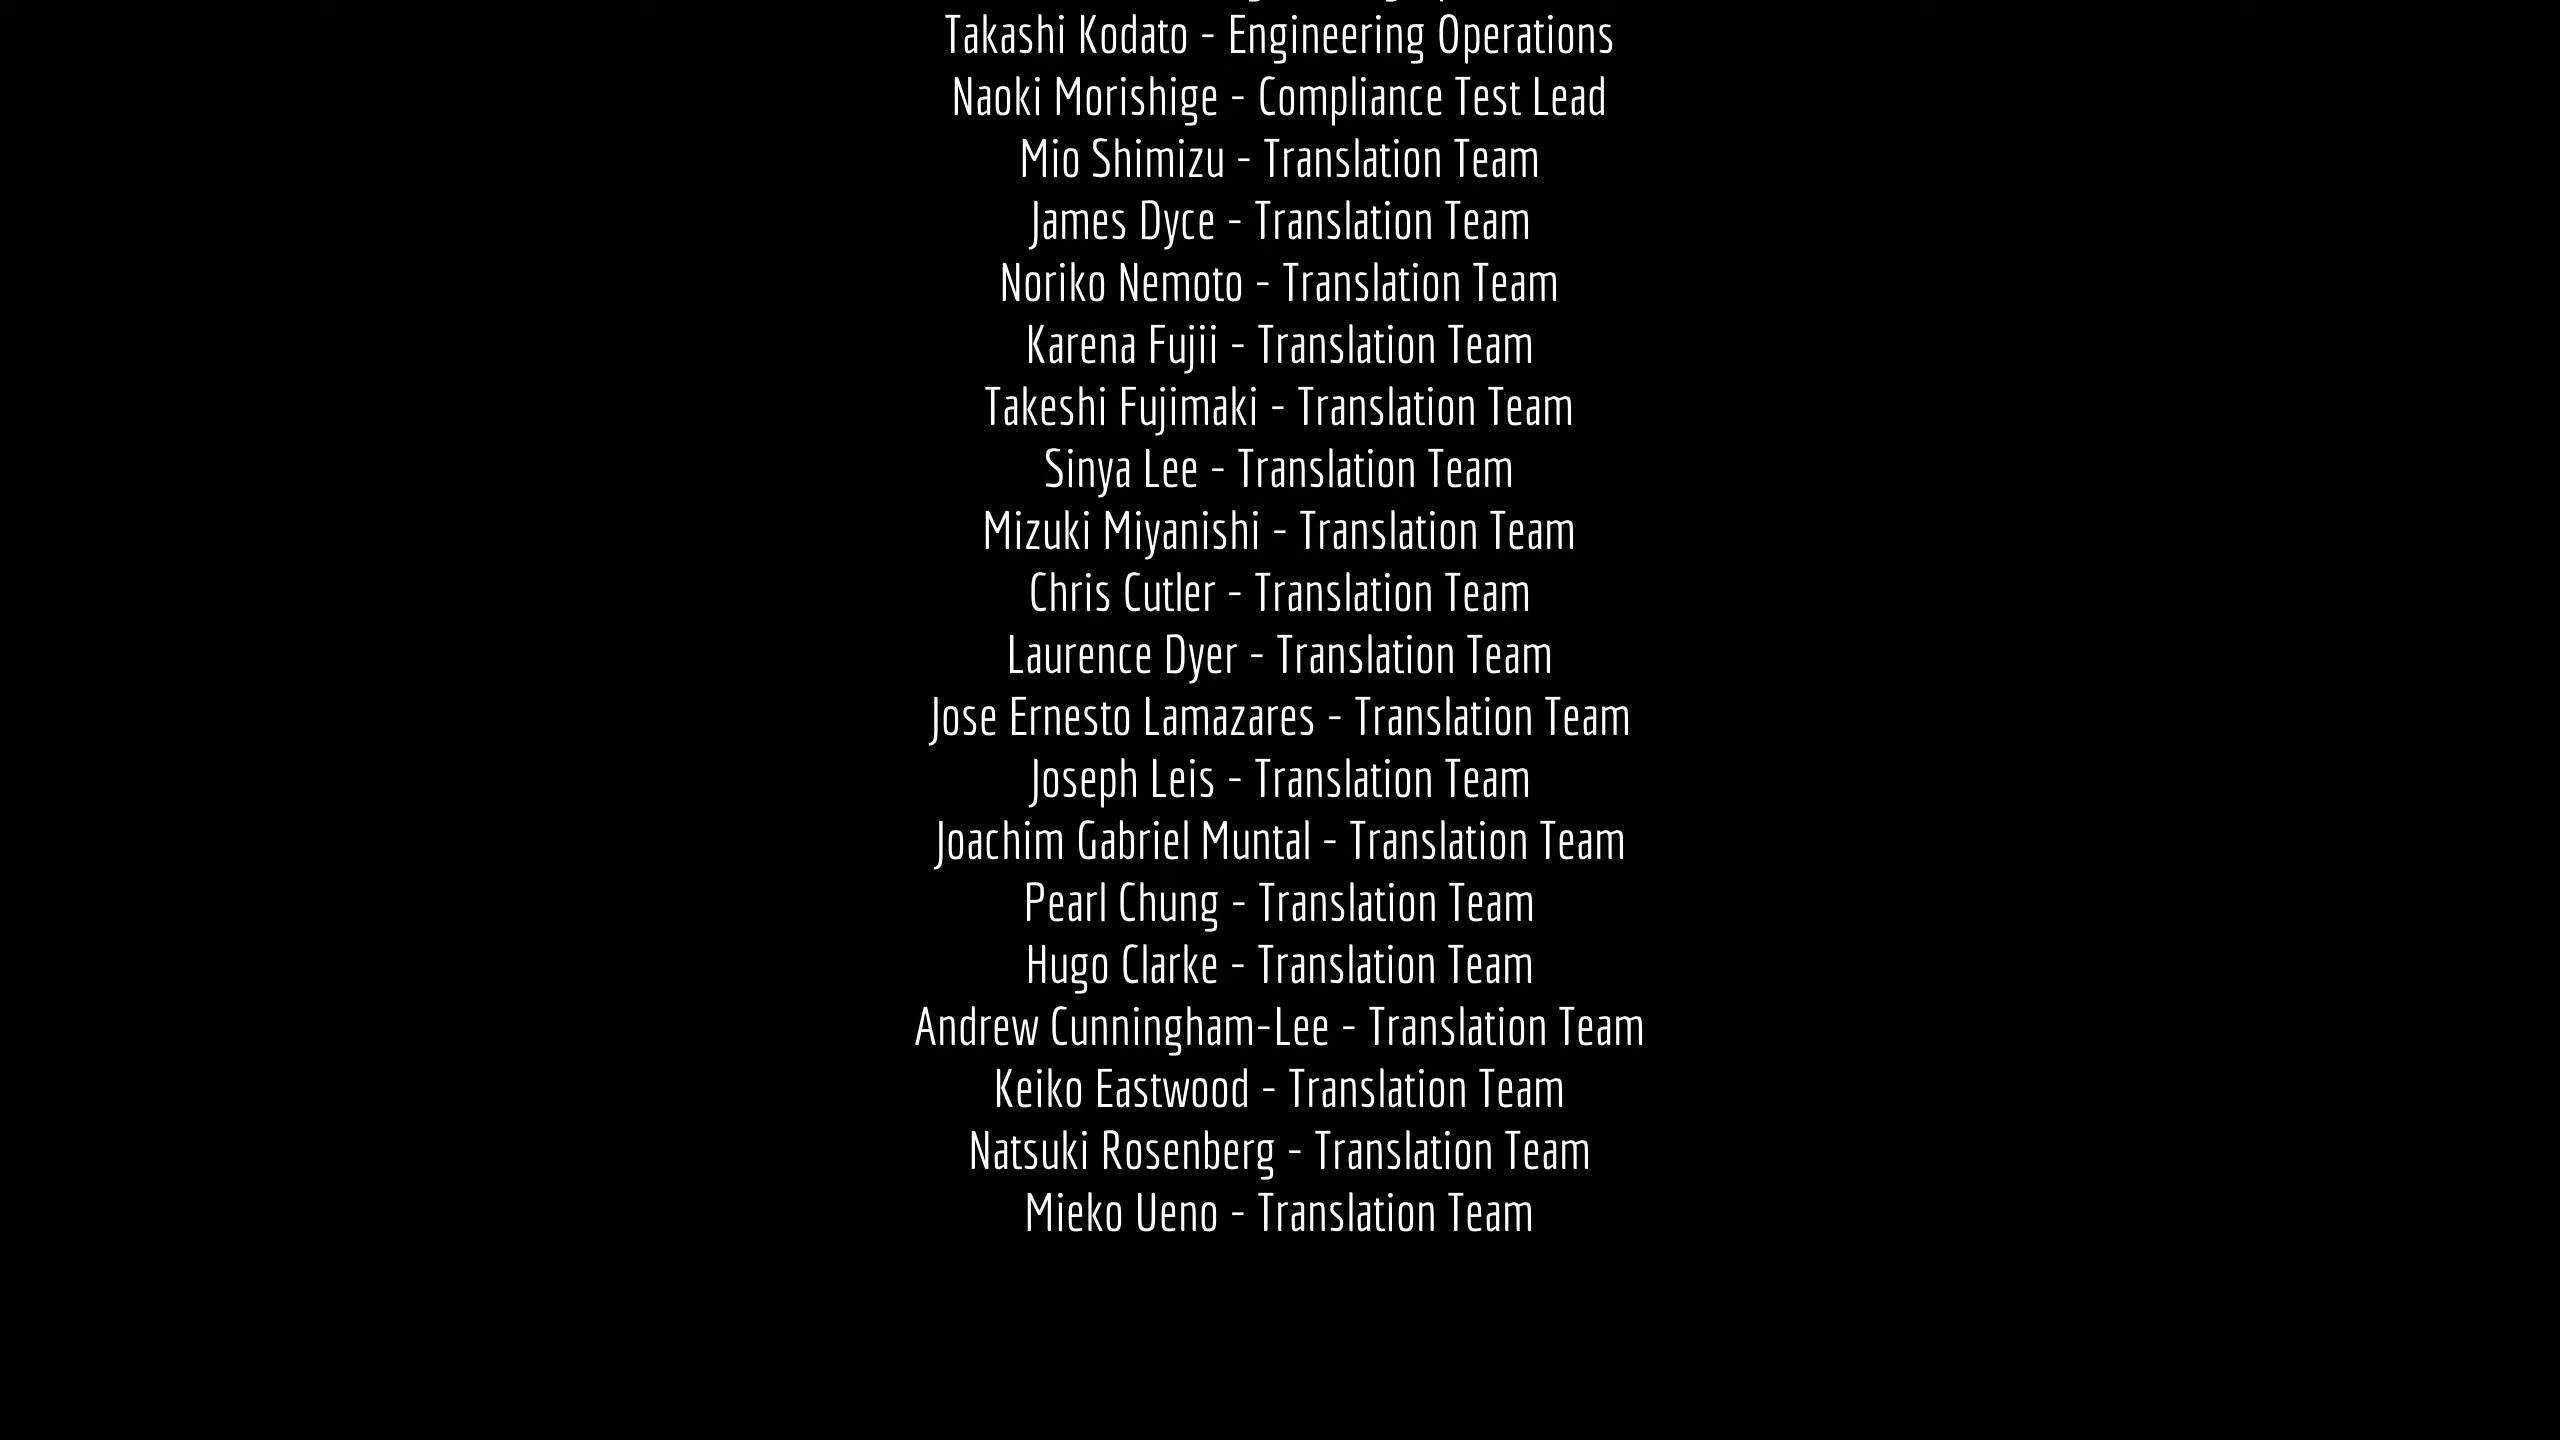 Takashi Kodato - Engineering Operations
Naoki Morishige - Compliance Test Lead
Mio Shimizu - Translation Team
James Dyce - Translation Team
Noriko Nemoto - Translation Team
Karena Fujii - Translation Team
Takeshi Fujimaki - Translation Team
Sinya Lee - Translation Team
Mizuki Miyanishi - Translation Team
Chris Cutler - Translation Team
Laurence Dyer - Translation Team
Jose Ernesto Lamazares - Translation Team
Joseph Leis - Translation Team
Joachim Gabriel Muntal - Translation Team
Pearl Chung - Translation Team
Hugo Clarke - Translation Team
Andrew Cunningham-Lee - Translation Team
Keiko Eastwood - Translation Team
Natsuki Rosenberg - Translation Team
Mieko Ueno - Translation Team